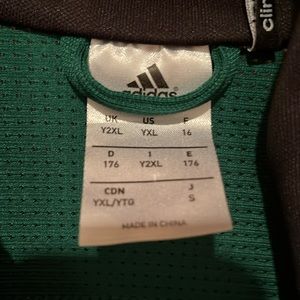 adidas
UK US F
Y2XL YXL 16
D I E
176 Y2XL 176
CDN J
YXL/YTG S
MADE IN CHINA